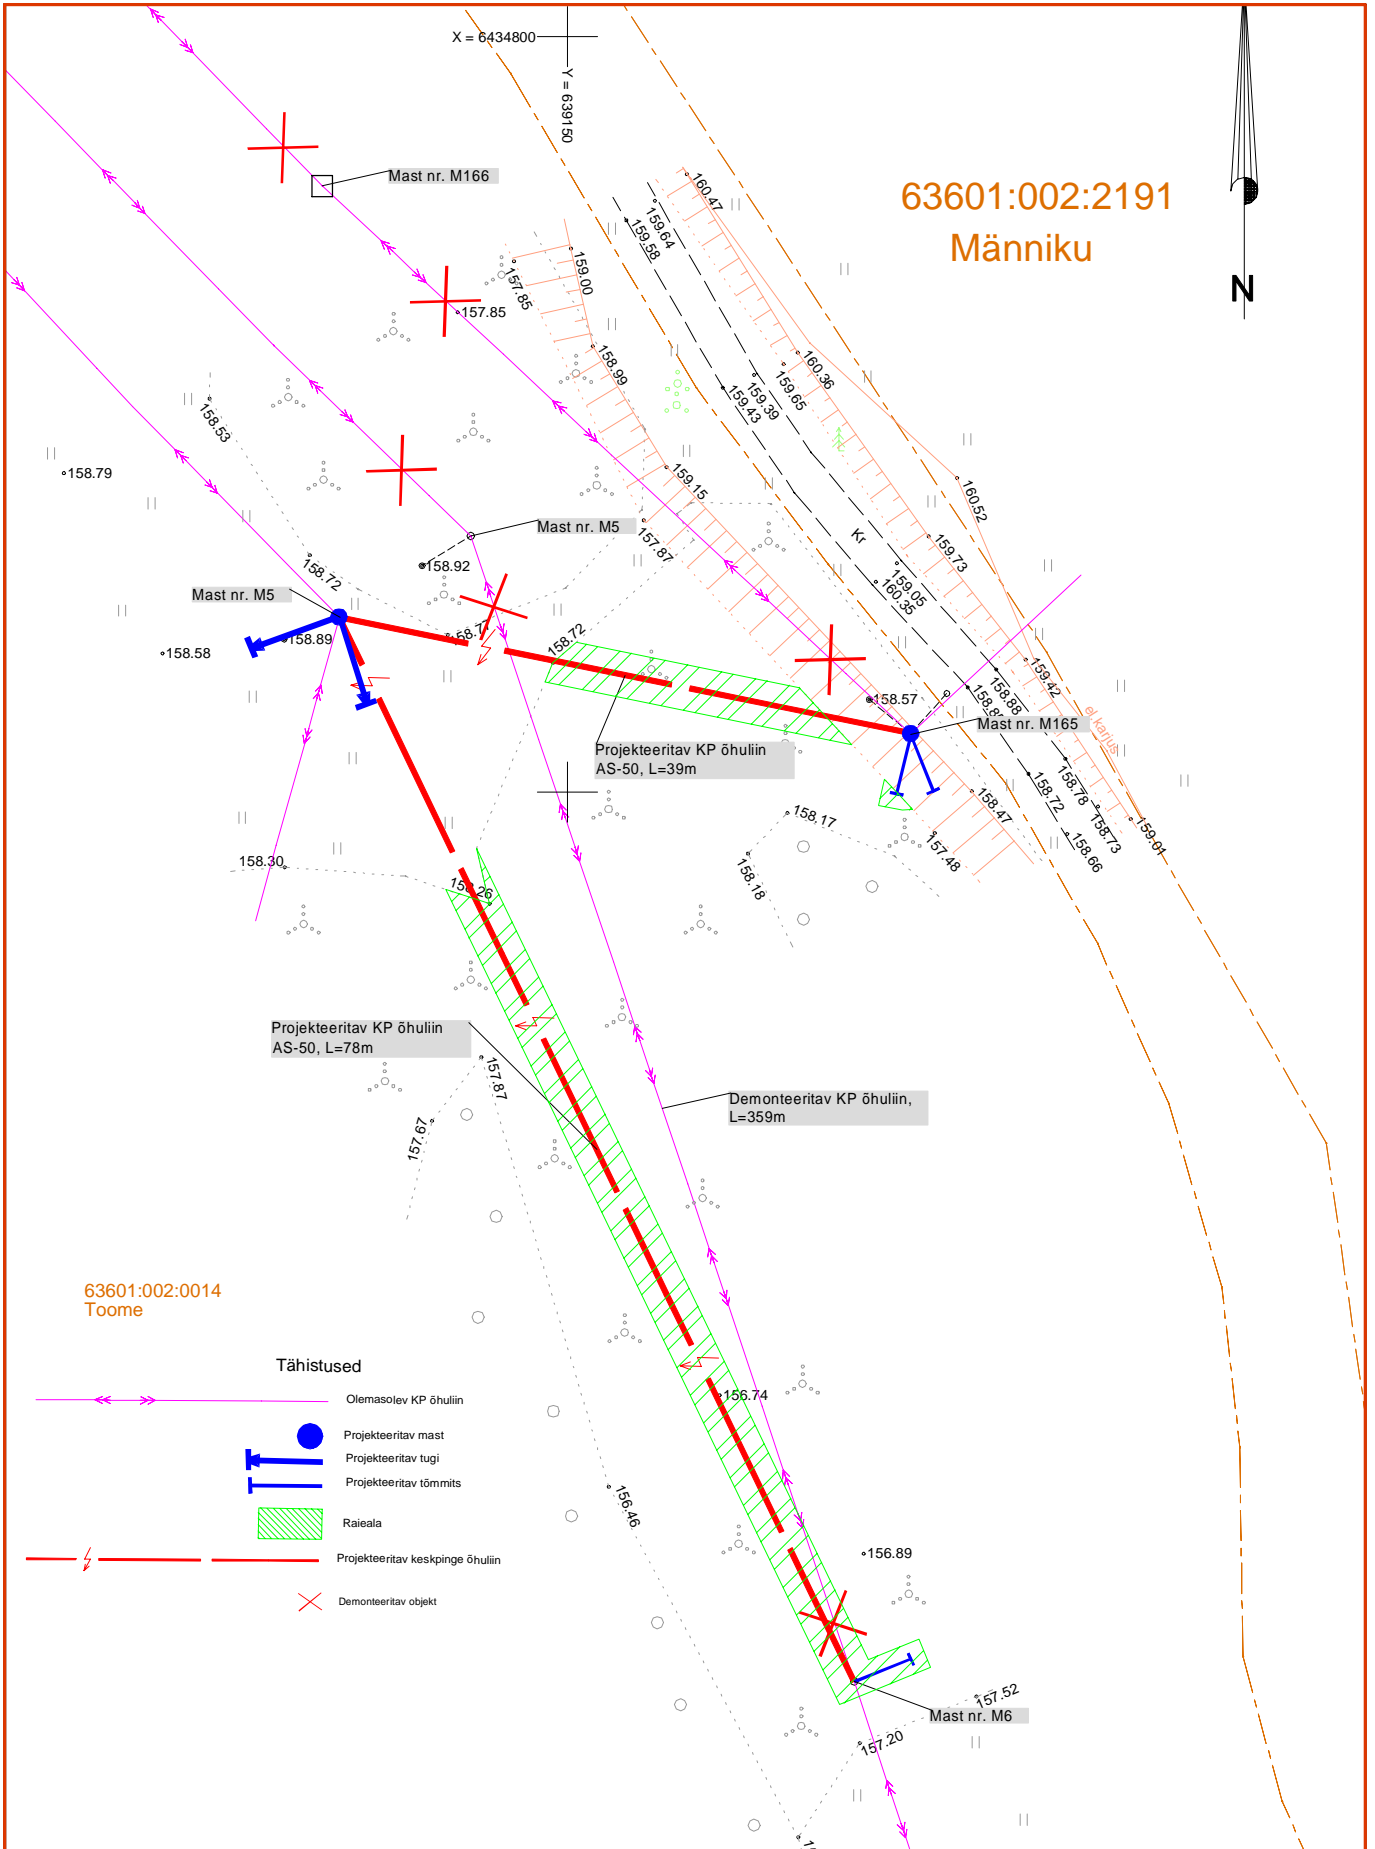 X = 6434800
Y = 639150
Mast nr. M166
63601:002:2191
Männiku
N
160.47
159.64
159.58
159.00
157.85
157.85
158.99
160.36
159.65
159.39
159.43
158.53
158.79
159.15
160.52
Mast nr. M5
157.87
Kr
159.73
158.92
159.05
160.35
158.72
Mast nr. M5
158.89
158.58
158.72
159.42
158.88
158.57
Mast nr. M165
el.karjus
Projekteeritav KP õhuliin
AS-50, L=39m
158.78
158.72
158.47
158.73
159.01
158.66
158.17
157.48
158.18
158.30
158.26
Projekteeritav KP õhuliin
AS-50, L=78m
157.87
157.67
Demonteeritav KP õhuliin,
L=359m
63601:002:0014
Toome
Tähistused
Olemasolev KP õhuliin
Projekteeritav mast
Projekteeritav tugi
Projekteeritav tõmmits
Raieala
Projekteeritav keskpinge õhuliin
Demonteeritav objekt
156.74
156.46
156.89
157.52
Mast nr. M6
157.20